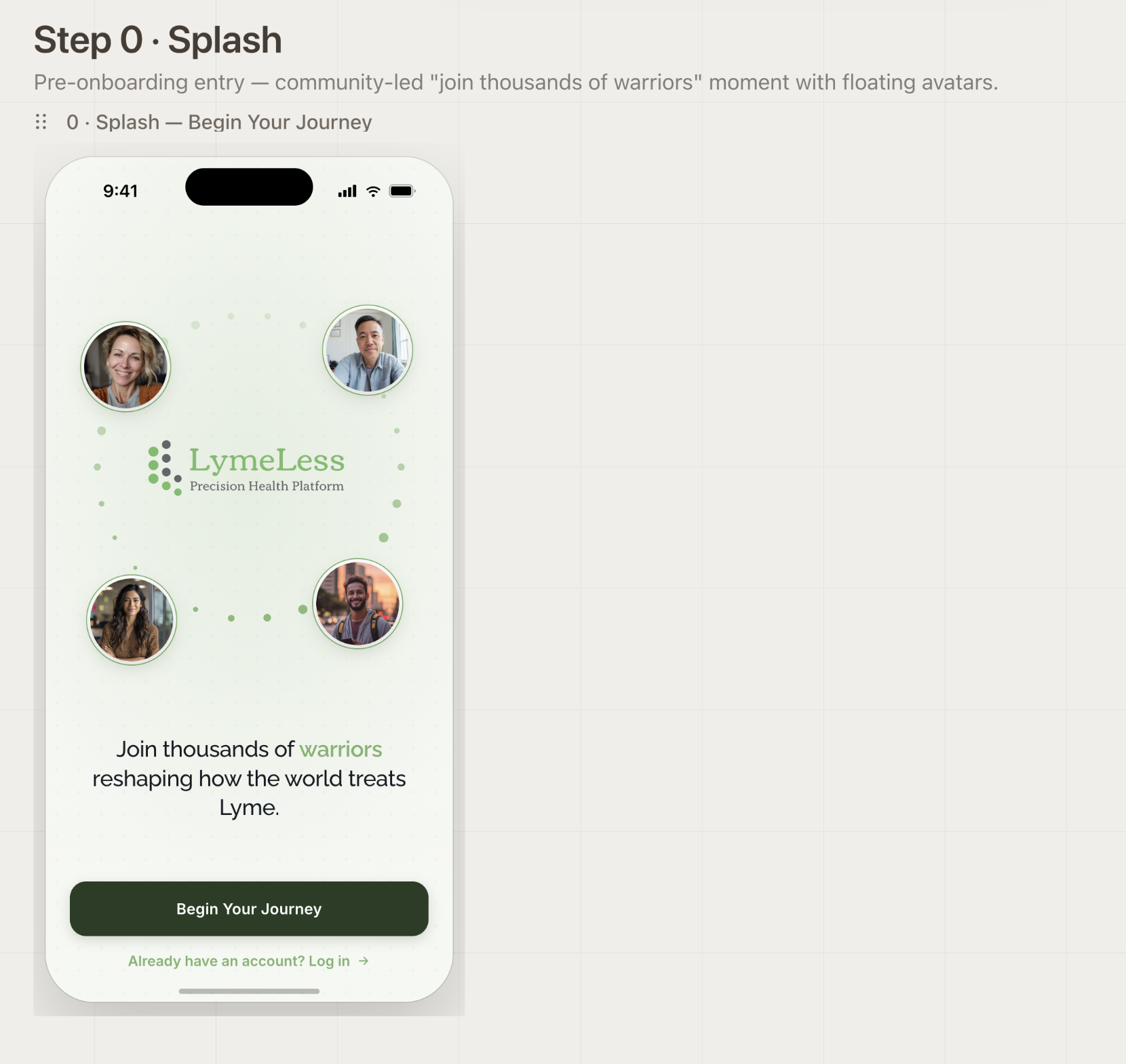 Step 0 · Splash
Pre-onboarding entry — community-led "join thousands of warriors" moment with floating avatars.
0 · Splash — Begin Your Journey
9:41
LymeLess
Precision Health Platform
Join thousands of warriors
reshaping how the world treats
Lyme.
Begin Your Journey
Already have an account? Log in →